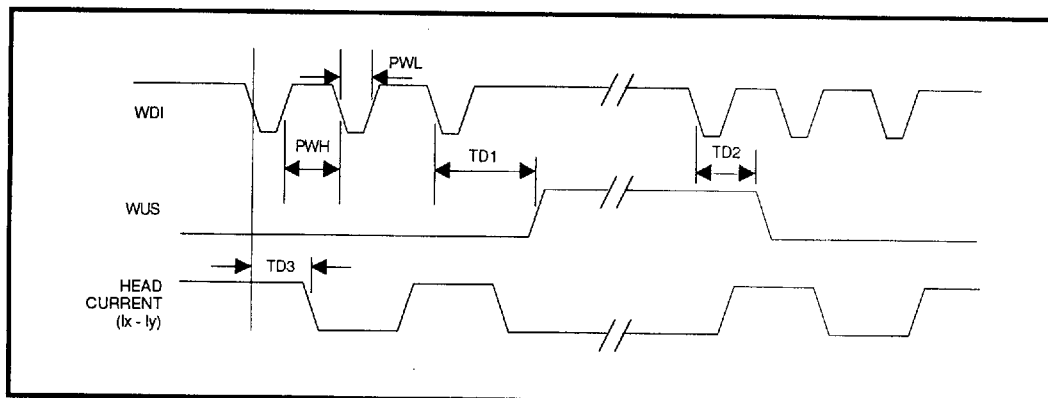 PWL
WDI
PWH
TD1
TD2
WUS
TD3
HEAD
CURRENT
(Ix - Iy)